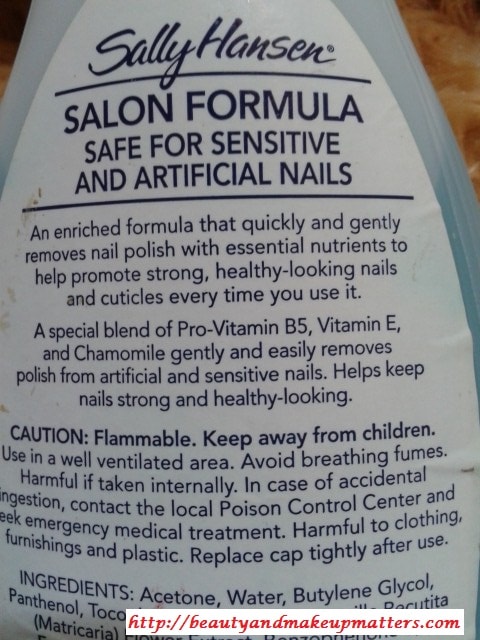 Sally Hansen®
SALON FORMULA
SAFE FOR SENSITIVE
AND ARTIFICIAL NAILS
An enriched formula that quickly and gently
removes nail polish with essential nutrients to
help promote strong, healthy-looking nails
and cuticles every time you use it.
A special blend of Pro-Vitamin B5, Vitamin E,
and Chamomile gently and easily removes
polish from artificial and sensitive nails. Helps keep
nails strong and healthy-looking.
CAUTION: Flammable. Keep away from children.
Use in a well ventilated area. Avoid breathing fumes.
Harmful if taken internally. In case of accidental
ingestion, contact the local Poison Control Center and
eek emergency medical treatment. Harmful to clothing,
furnishings and plastic. Replace cap tightly after use.
INGREDIENTS: Acetone, Water, Butylene Glycol,
Panthenol, Recutita
(Matricaria) Flower Extract,
http://beautyandmakeupmatters.com